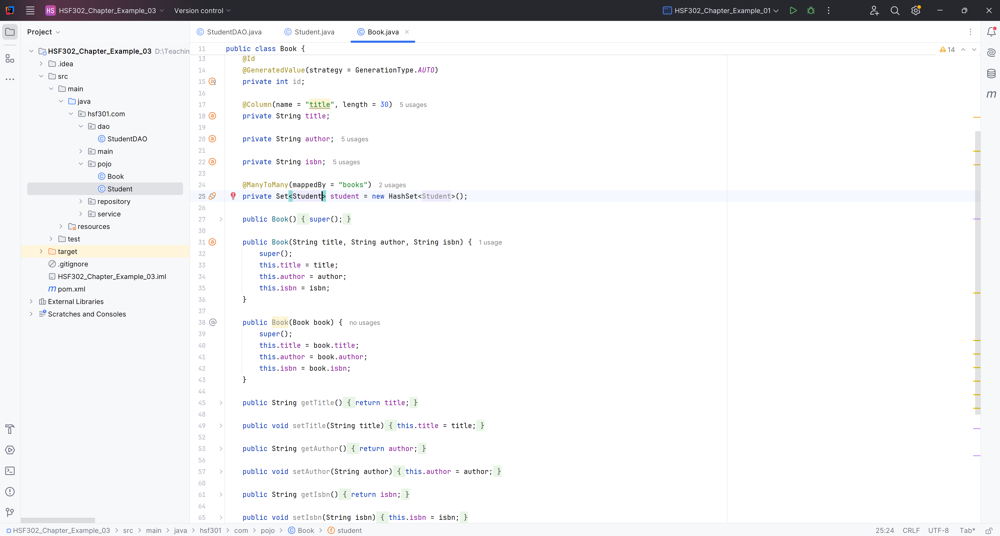 HS HSF302_Chapter_Example_03 Version control HSF302_Chapter_Example_01
Project
HSF302_Chapter_Example_03 D:\Teachin
.idea
src
main
java
hsf301.com
dao
StudentDAO
main
pojo
Book
Student
repository
service
resources
test
target
.gitignore
HSF302_Chapter_Example_03.iml
m pom.xml
External Libraries
Scratches and Consoles
StudentDAO.java Student.java Book.java
11 public class Book { 14
13 @Id
14 @GeneratedValue(strategy = GenerationType.AUTO)
15 private int id;
16
17 @Column(name = "title", length = 30) 5 usages
18 private String title;
19
20 private String author; 5 usages
21
22 private String isbn; 5 usages
23
24 @ManyToMany(mappedBy = "books") 2 usages
25 private Set<Student> student = new HashSet<Student>();
26
27 public Book() { super(); }
30
31 public Book(String title, String author, String isbn) { 1 usage
32 super();
33 this.title = title;
34 this.author = author;
35 this.isbn = isbn;
36 }
37
38 public Book(Book book) { no usages
39 super();
40 this.title = book.title;
41 this.author = book.author;
42 this.isbn = book.isbn;
43 }
44
45 public String getTitle() { return title; }
48
49 public void setTitle(String title) { this.title = title; }
52
53 public String getAuthor() { return author; }
56
57 public void setAuthor(String author) { this.author = author; }
60
61 public String getIsbn() { return isbn; }
64
65 public void setIsbn(String isbn) { this.isbn = isbn; }
HSF302_Chapter_Example_03 > src > main > java > hsf301 > com > pojo > Book > student 25:24 CRLF UTF-8 Tab*